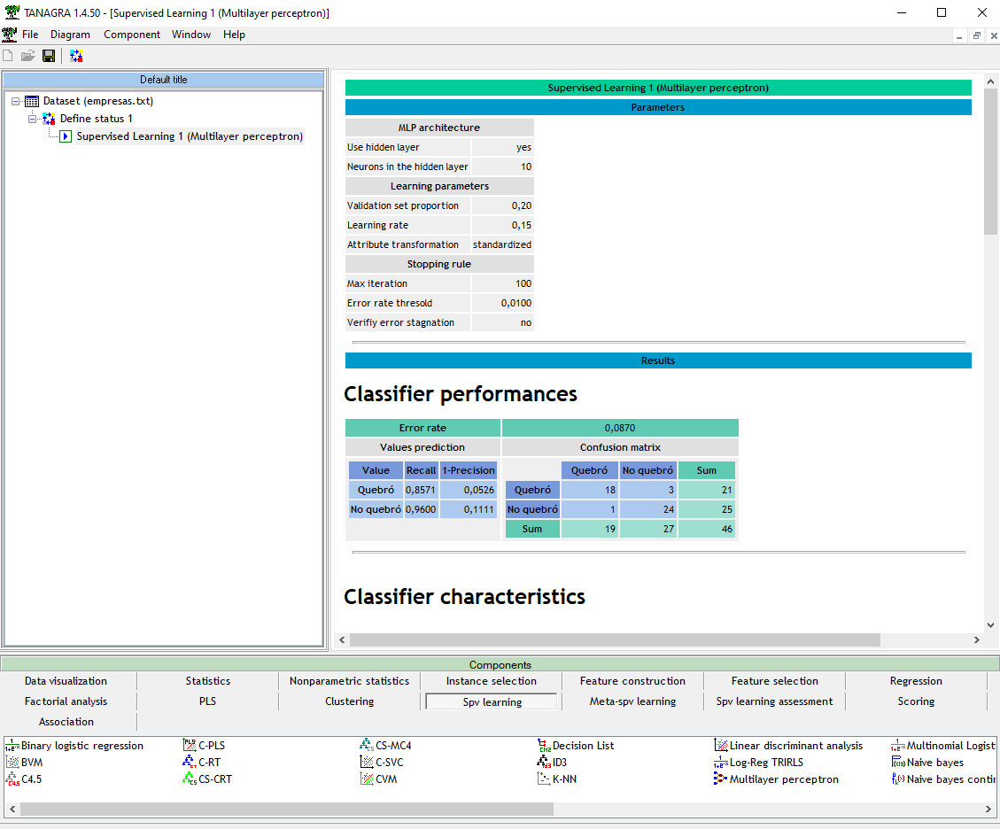 TANAGRA 1.4.50 - [Supervised Learning 1 (Multilayer perceptron)]
File Diagram Component Window Help
Default title
Dataset (empresas.txt)
Define status 1
Supervised Learning 1 (Multilayer perceptron)
Supervised Learning 1 (Multilayer perceptron)
Parameters
MLP architecture
Use hidden layer yes
Neurons in the hidden layer 10
Learning parameters
Validation set proportion 0,20
Learning rate 0,15
Attribute transformation standardized
Stopping rule
Max iteration 100
Error rate thresold 0,0100
Verifiy error stagnation no
Results
Classifier performances
Error rate 0,0870
Values prediction Confusion matrix
Value Recall 1-Precision
Quebró 0,8571 0,0526
No quebró 0,9600 0,1111
Quebró No quebró Sum
Quebró 18 3 21
No quebró 1 24 25
Sum 19 27 46
Classifier characteristics
Components
Data visualization Statistics Nonparametric statistics Instance selection Feature construction Feature selection Regression
Factorial analysis PLS Clustering Spv learning Meta-spv learning Spv learning assessment Scoring
Association
Binary logistic regression C-PLS CS-MC4 Decision List Linear discriminant analysis Multinomial Logist
BVM C-RT C-SVC ID3 Log-Reg TRIRLS Naive bayes
C4.5 CS-CRT CVM K-NN Multilayer perceptron Naive bayes contin